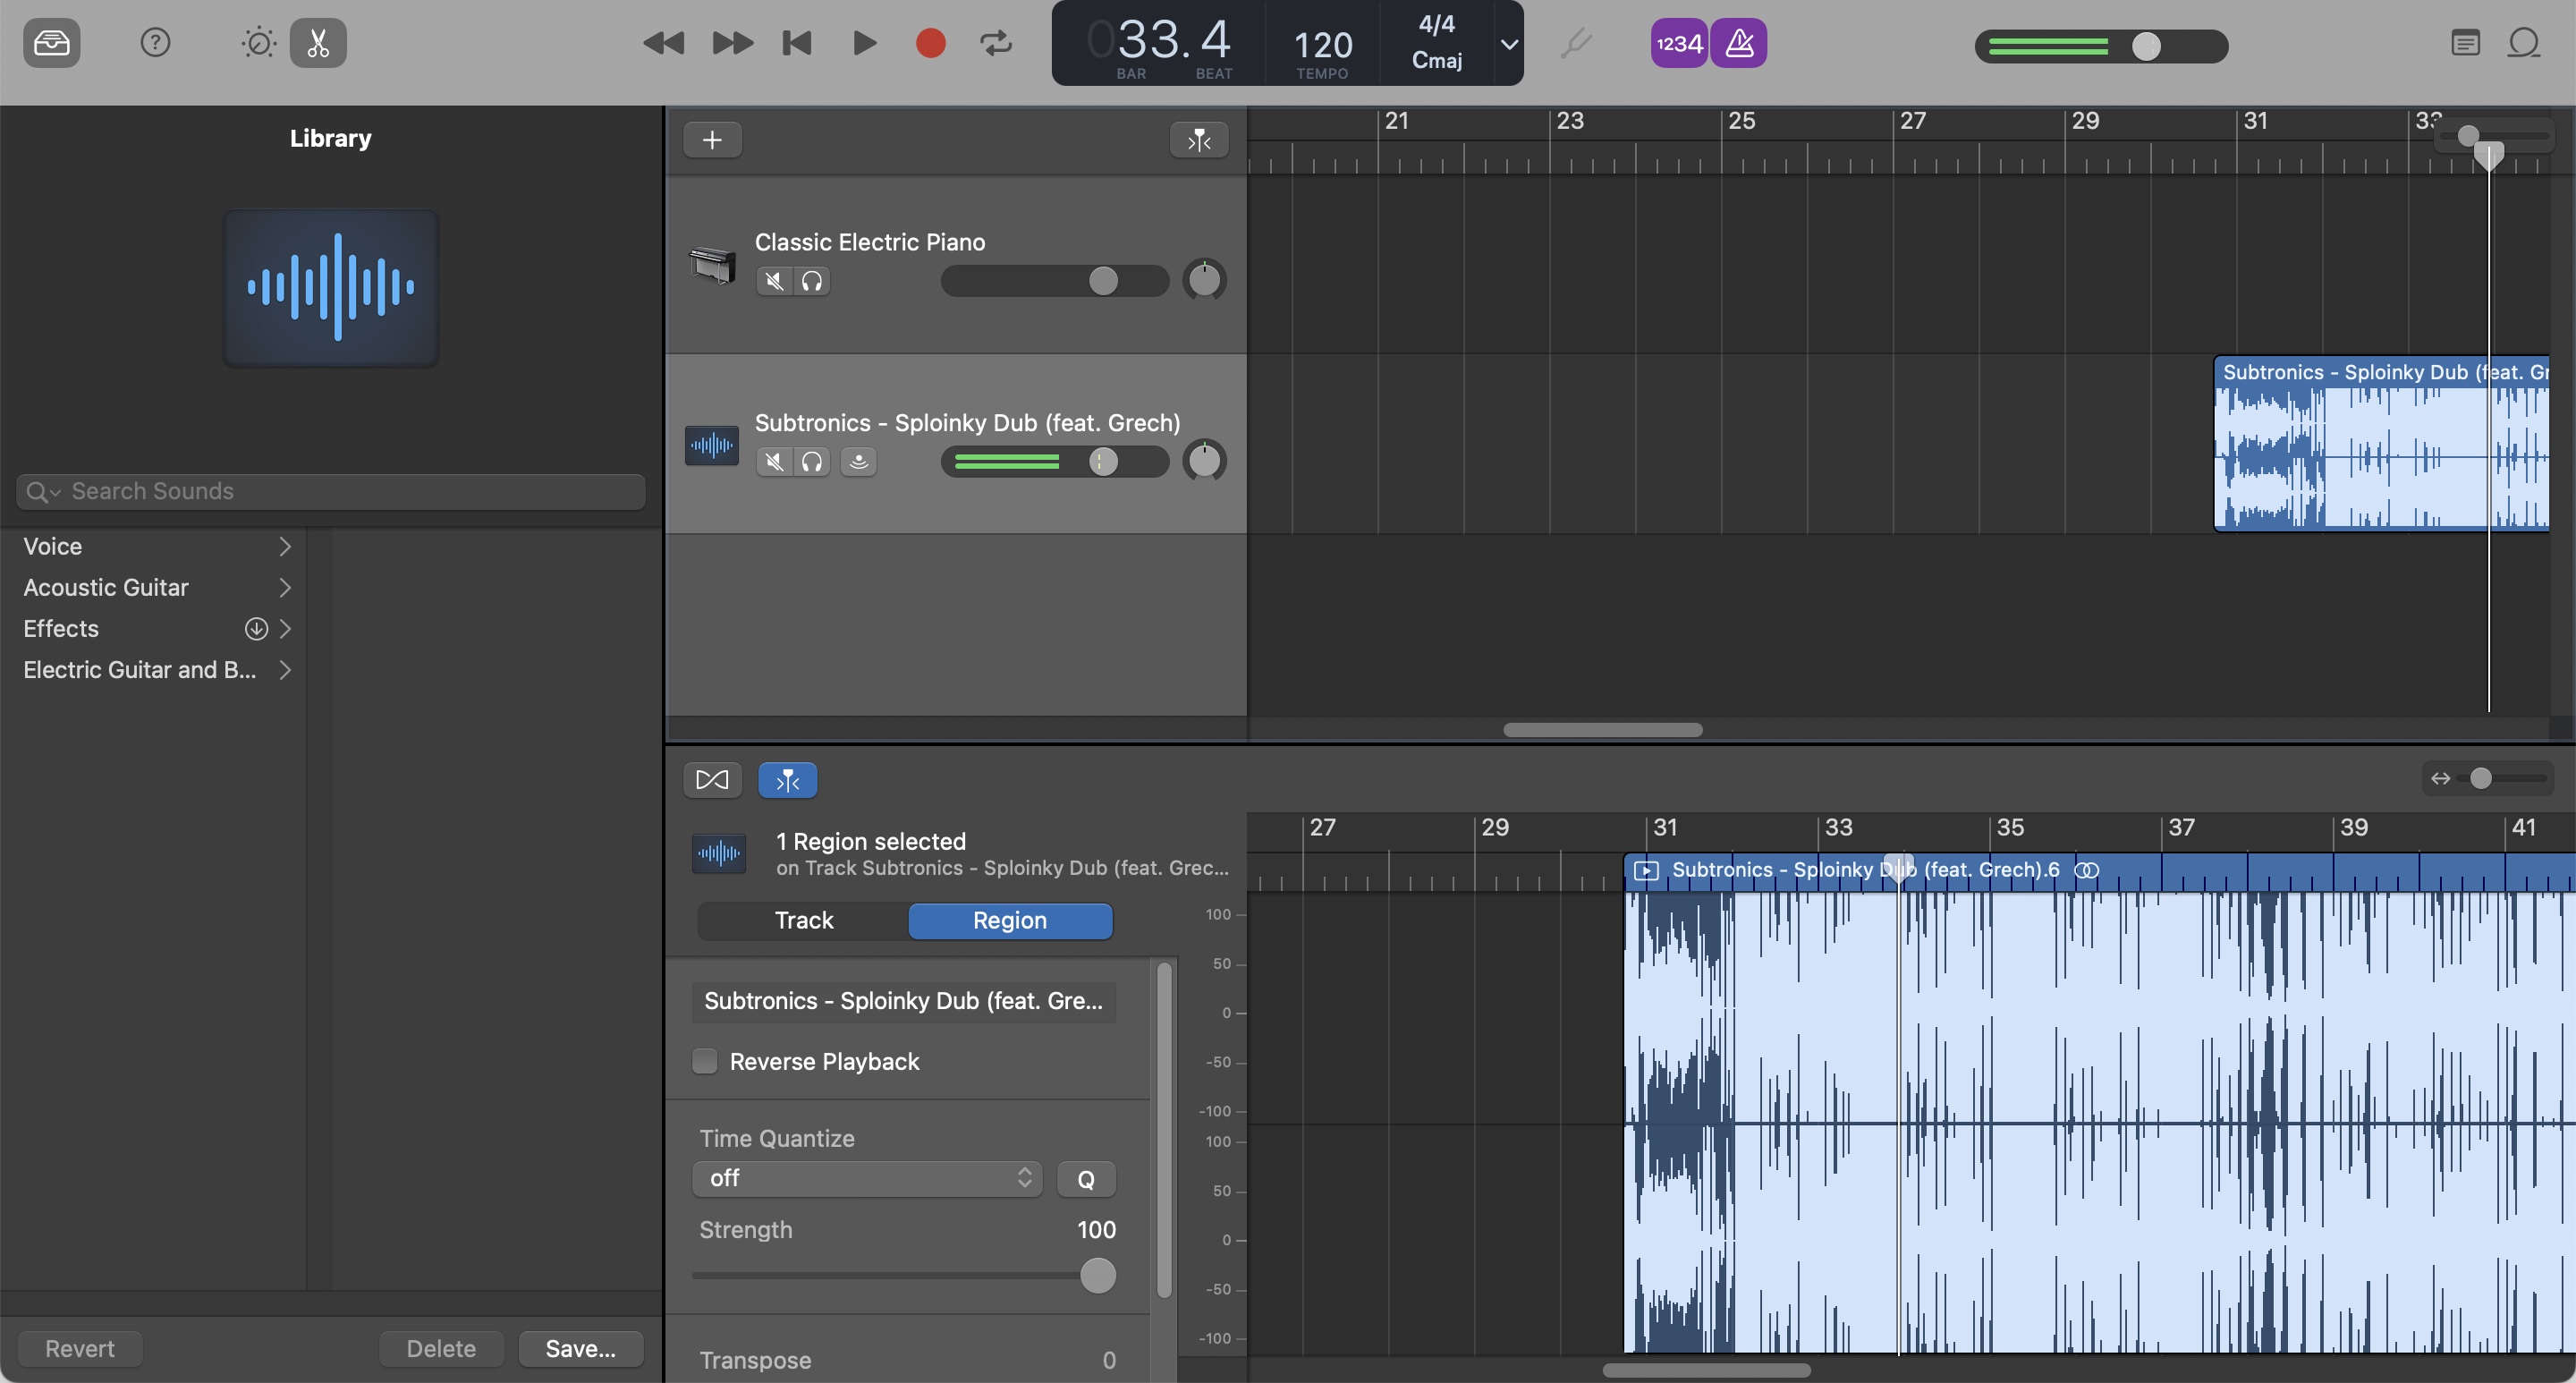 033.4
BAR
BEAT
120
TEMPO
4/4
Cmaj
1234
Library
Search Sounds
Voice
Acoustic Guitar
Effects
Electric Guitar and B...
Revert
Delete
Save...
21
23
25
27
29
31
33
Classic Electric Piano
Subtronics - Sploinky Dub (feat. Grech)
Subtronics - Sploinky Dub (feat. Gr
1 Region selected
on Track Subtronics - Sploinky Dub (feat. Grec...
Track
Region
Subtronics - Sploinky Dub (feat. Gre...
Reverse Playback
Time Quantize
off
Q
Strength
100
Transpose
0
27
29
31
33
35
37
39
41
Subtronics - Sploinky Dub (feat. Grech).6
100
50
0
-50
-100
100
50
0
-50
-100